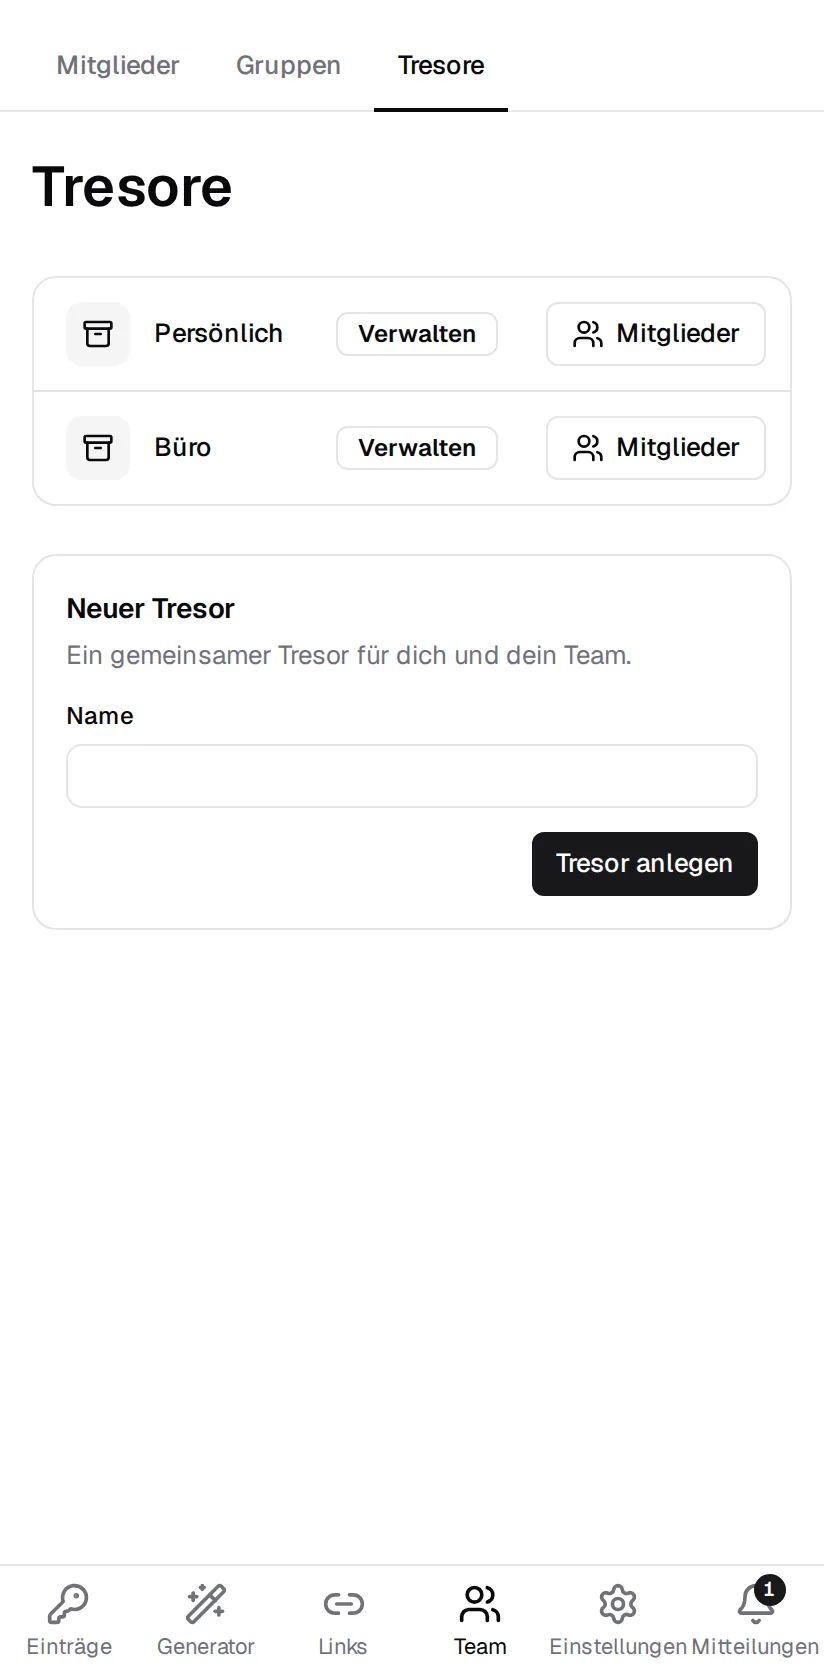 Mitglieder Gruppen Tresore
Tresore
Persönlich Verwalten Mitglieder
Büro Verwalten Mitglieder
Neuer Tresor
Ein gemeinsamer Tresor für dich und dein Team.
Name
Tresor anlegen
1
Einträge Generator Links Team Einstellungen Mitteilungen